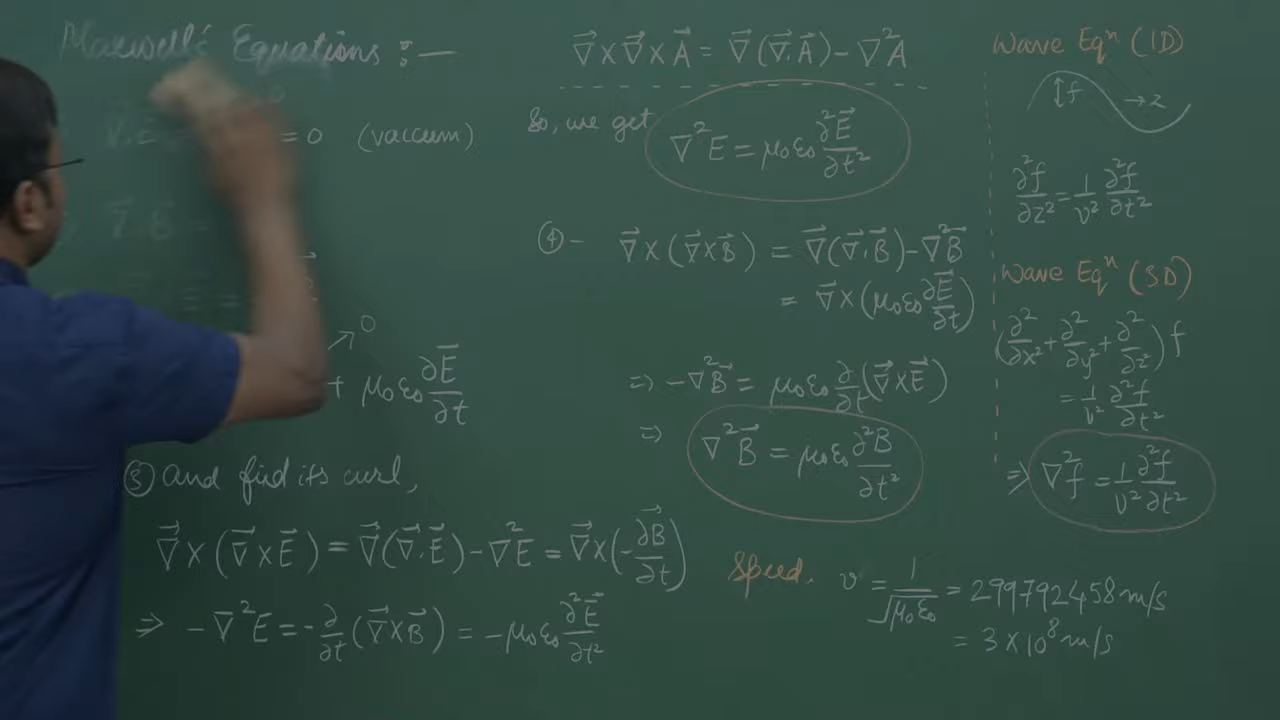 Maxwell's Equations :—
∇⃗.E⃗ = 0 (vaccum)
∇⃗.B⃗ =
→0
+ μ₀ε₀ ∂E⃗/∂t
③ and find its curl,
∇⃗×(∇⃗×E⃗) = ∇⃗(∇⃗.E⃗) - ∇²E = ∇⃗×(-∂B⃗/∂t)
⇒ -∇²E = -∂/∂t(∇⃗×B⃗) = -μ₀ε₀ ∂²E⃗/∂t²
∇⃗×∇⃗×A⃗ = ∇⃗(∇⃗.A⃗) - ∇²A
So, we get ∇²E = μ₀ε₀ ∂²E⃗/∂t²
④ - ∇⃗×(∇⃗×B⃗) = ∇⃗(∇⃗.B⃗) - ∇²B⃗
= ∇⃗×(μ₀ε₀ ∂E⃗/∂t)
⇒ -∇²B⃗ = μ₀ε₀ ∂/∂t(∇⃗×E⃗)
⇒ ∇²B⃗ = μ₀ε₀ ∂²B/∂t²
Speed, v = 1/√μ₀ε₀ = 299792458 m/s
= 3×10⁸ m/s
Wave Eqⁿ (1D)
↕f →z
∂²f/∂z² = 1/v² ∂²f/∂t²
Wave Eqⁿ (3D)
(∂²/∂x² + ∂²/∂y² + ∂²/∂z²) f
= 1/v² ∂²f/∂t²
⇒ ∇²f = 1/v² ∂²f/∂t²